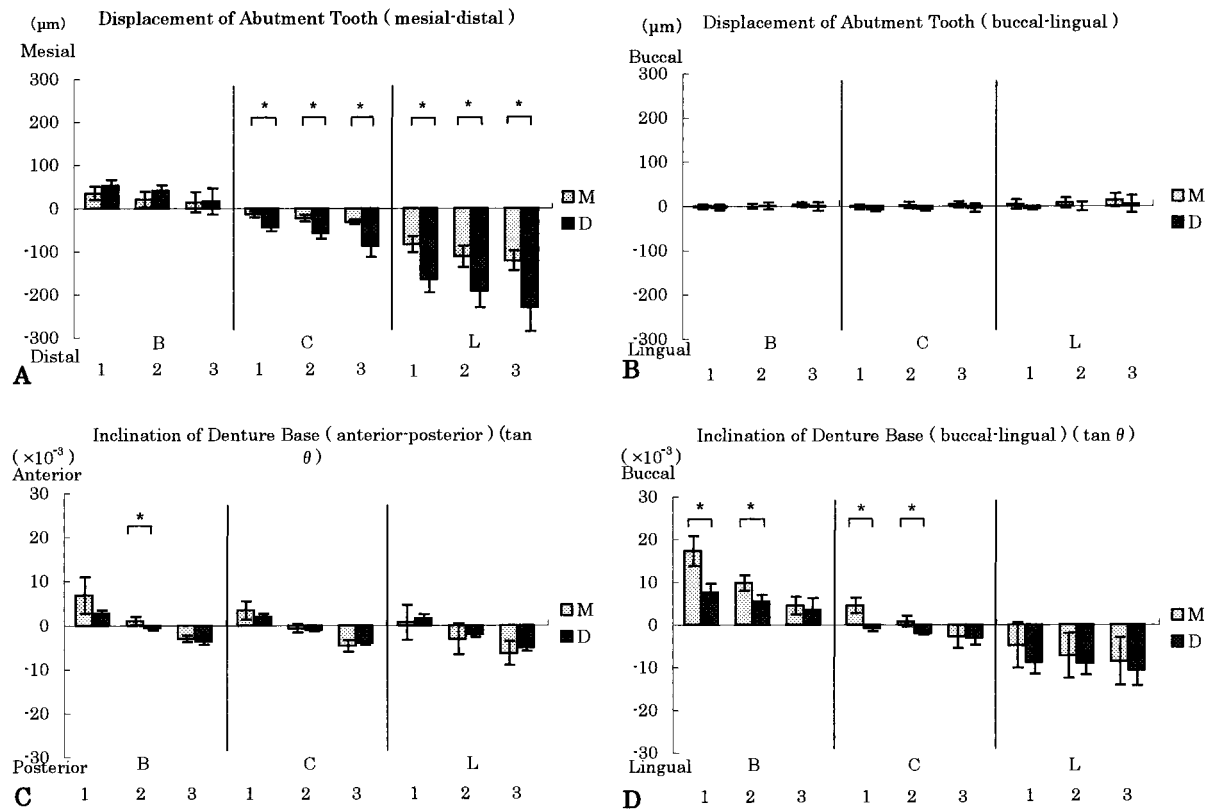 Displacement of Abutment Tooth ( mesial-distal )
(μm)
Mesial
300
200
100
0
-100
-200
-300
Distal
* * * * * *
M
D
B C L
1 2 3 1 2 3 1 2 3
A
Displacement of Abutment Tooth ( buccal-lingual )
(μm)
Buccal
300
200
100
0
-100
-200
-300
Lingual
M
D
B C L
1 2 3 1 2 3 1 2 3
B
Inclination of Denture Base ( anterior-posterior ) (tan
θ)
(×10⁻³)
Anterior
30
20
10
0
-10
-20
-30
Posterior
*
M
D
B C L
1 2 3 1 2 3 1 2 3
C
Inclination of Denture Base ( buccal-lingual ) ( tan θ)
(×10⁻³)
Buccal
30
20
10
0
-10
-20
-30
Lingual
* * * *
M
D
B C L
1 2 3 1 2 3 1 2 3
D